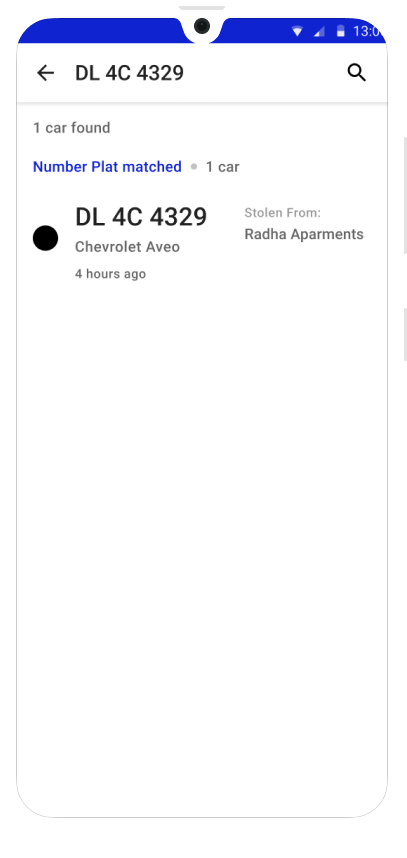 13:0
DL 4C 4329
1 car found
Number Plat matched • 1 car
DL 4C 4329
Chevrolet Aveo
4 hours ago
Stolen From:
Radha Aparments